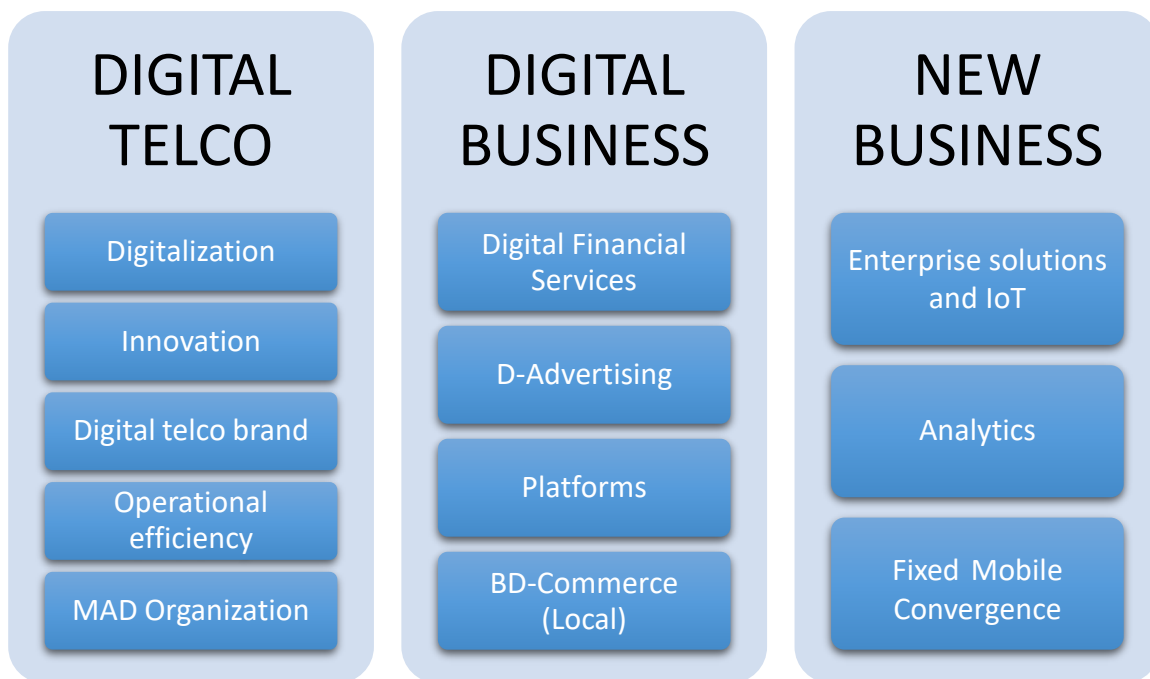 DIGITAL
TELCO
Digitalization
Innovation
Digital telco brand
Operational
efficiency
MAD Organization
DIGITAL
BUSINESS
Digital Financial
Services
D-Advertising
Platforms
BD-Commerce
(Local)
NEW
BUSINESS
Enterprise solutions
and IoT
Analytics
Fixed Mobile
Convergence